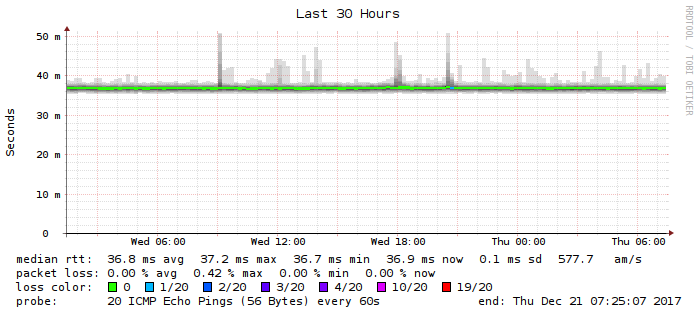 Last 30 Hours
RRDTOOL / TOBI OETIKER
Seconds
50 m
40 m
30 m
20 m
10 m
0
Wed 06:00 Wed 12:00 Wed 18:00 Thu 00:00 Thu 06:00
median rtt: 36.8 ms avg 37.2 ms max 36.7 ms min 36.9 ms now 0.1 ms sd 577.7 am/s
packet loss: 0.00 % avg 0.42 % max 0.00 % min 0.00 % now
loss color: 0 1/20 2/20 3/20 4/20 10/20 19/20
probe: 20 ICMP Echo Pings (56 Bytes) every 60s end: Thu Dec 21 07:25:07 2017